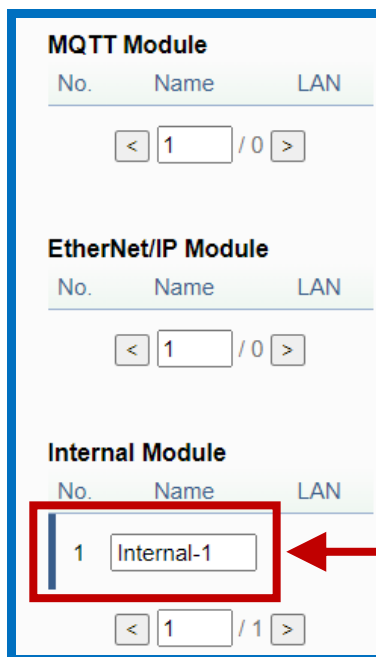 MQTT Module
No. Name LAN
< 1 / 0 >
EtherNet/IP Module
No. Name LAN
< 1 / 0 >
Internal Module
No. Name LAN
1 Internal-1
< 1 / 1 >